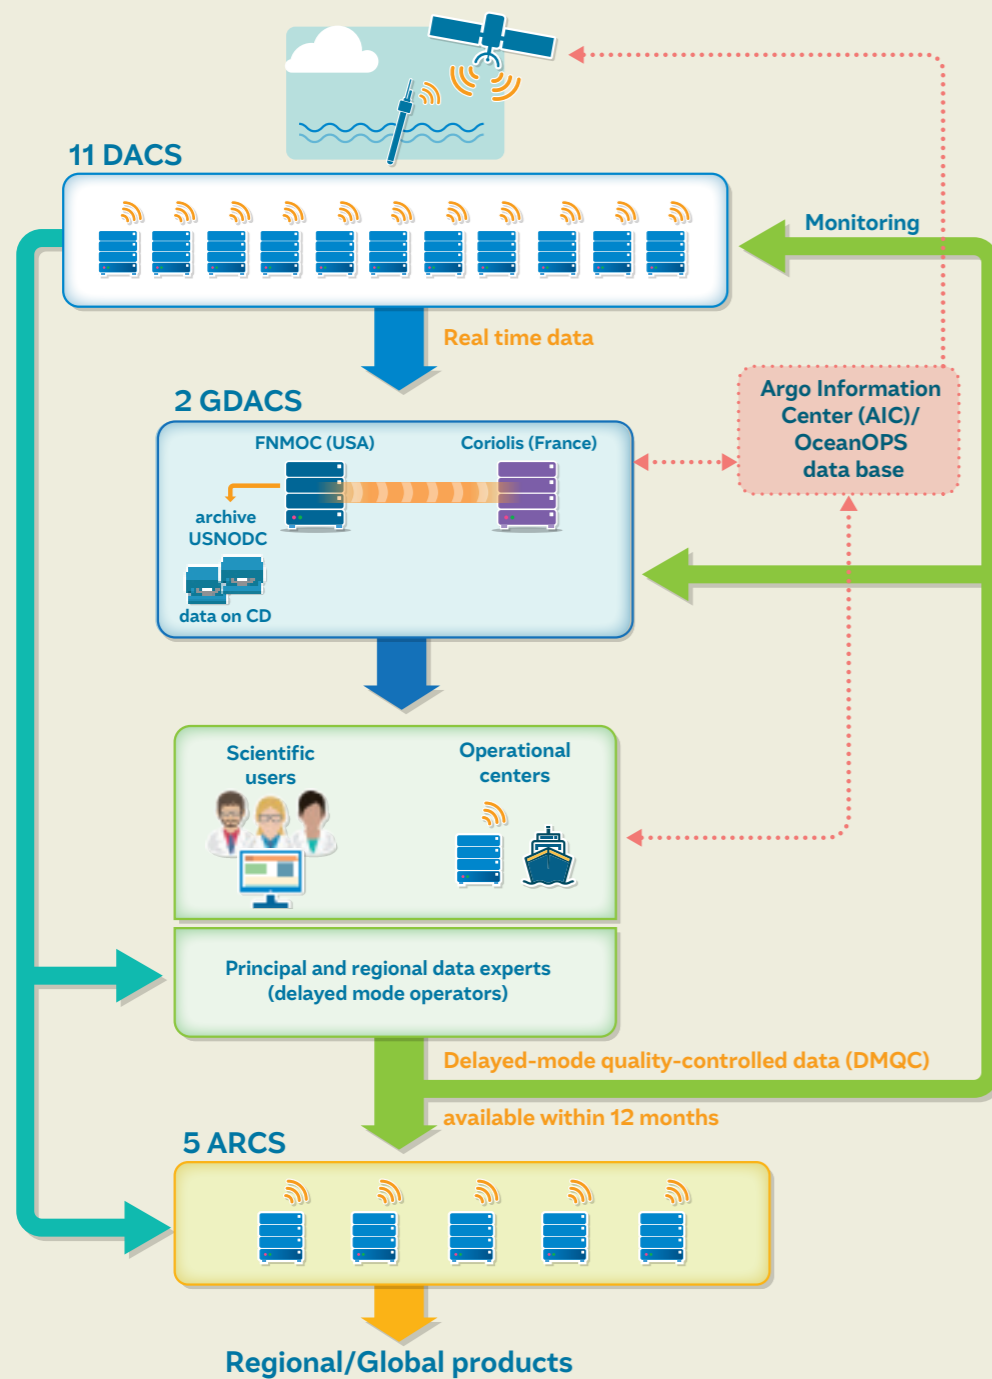 11 DACS
Monitoring
Real time data
Argo Information
Center (AIC)/
OceanOPS
data base
2 GDACS
FNMOC (USA)
Coriolis (France)
archive
USNODC
data on CD
Scientific
users
Operational
centers
Principal and regional data experts
(delayed mode operators)
Delayed-mode quality-controlled data (DMQC)
available within 12 months
5 ARCS
Regional/Global products